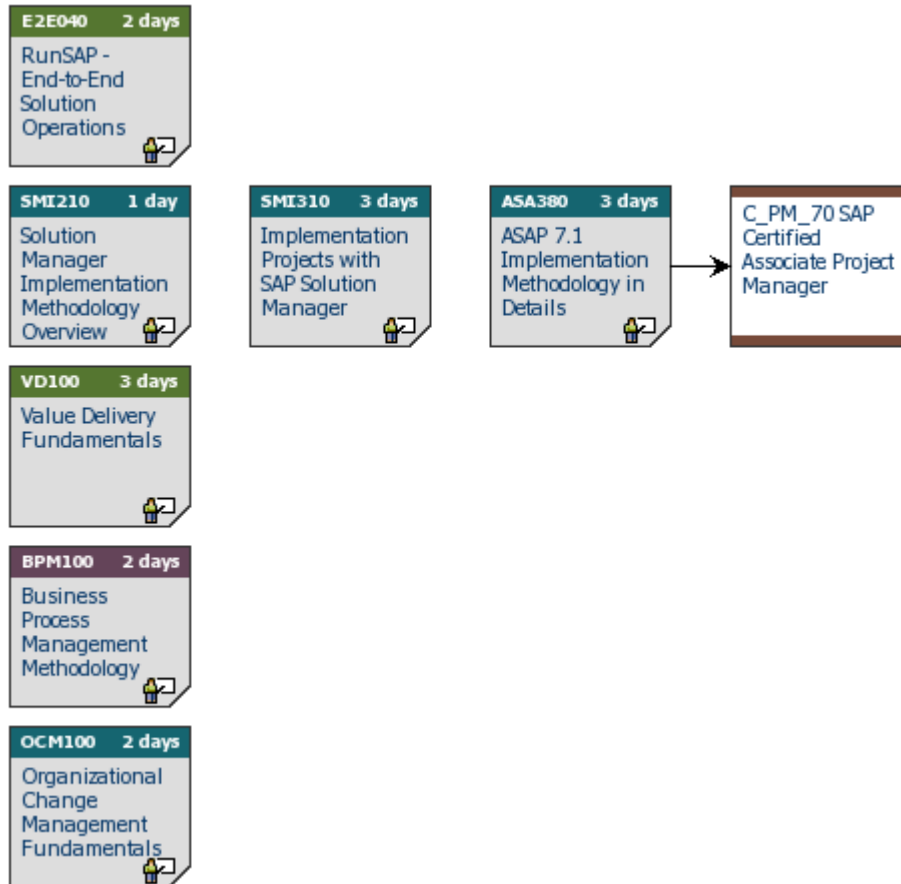 E2E040 2 days
RunSAP -
End-to-End
Solution
Operations
SMI210 1 day
Solution
Manager
Implementation
Methodology
Overview
SMI310 3 days
Implementation
Projects with
SAP Solution
Manager
ASA380 3 days
ASAP 7.1
Implementation
Methodology in
Details
C_PM_70 SAP
Certified
Associate Project
Manager
VD100 3 days
Value Delivery
Fundamentals
BPM100 2 days
Business
Process
Management
Methodology
OCM100 2 days
Organizational
Change
Management
Fundamentals